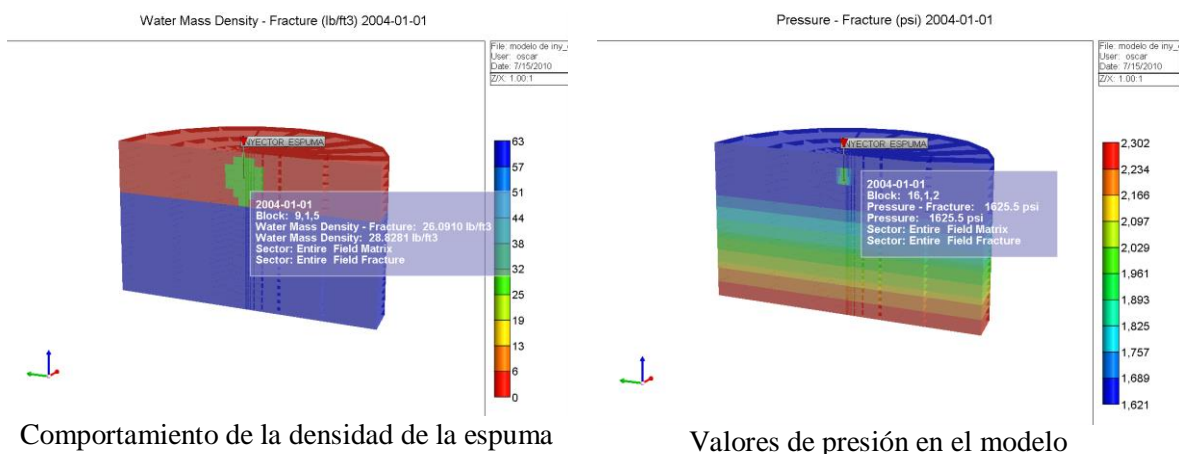 Water Mass Density - Fracture (lb/ft3) 2004-01-01
File: modelo de iny_
User: oscar
Date: 7/15/2010
Z/X: 1.00:1
NYECTOR_ESPUMA
2004-01-01
Block: 9,1,5
Water Mass Density - Fracture: 26.0910 lb/ft3
Water Mass Density: 28.8281 lb/ft3
Sector: Entire Field Matrix
Sector: Entire Field Fracture
63
57
51
44
38
32
25
19
13
6
0
Comportamiento de la densidad de la espuma
Pressure - Fracture (psi) 2004-01-01
File: modelo de iny_
User: oscar
Date: 7/15/2010
Z/X: 1.00:1
NYECTOR_ESPUMA
2004-01-01
Block: 16,1,2
Pressure - Fracture: 1625.5 psi
Pressure: 1625.5 psi
Sector: Entire Field Matrix
Sector: Entire Field Fracture
2,302
2,234
2,166
2,097
2,029
1,961
1,893
1,825
1,757
1,689
1,621
Valores de presión en el modelo